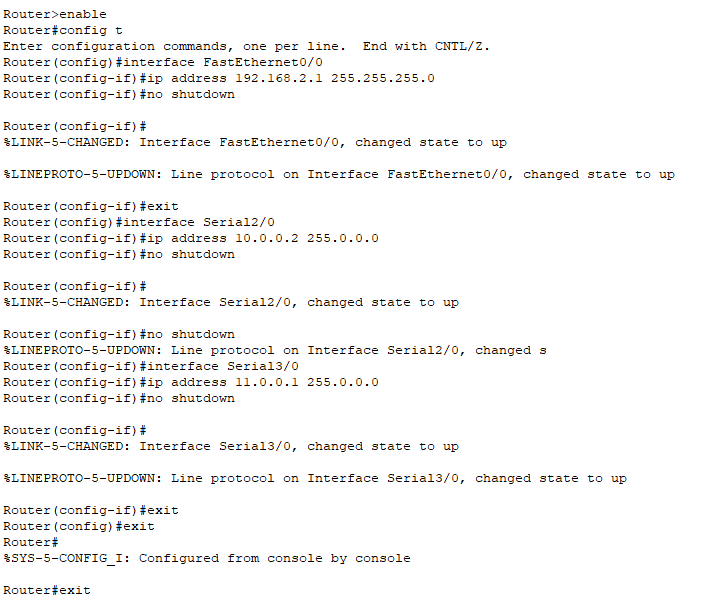 Router>enable
Router#config t
Enter configuration commands, one per line.  End with CNTL/Z.
Router(config)#interface FastEthernet0/0
Router(config-if)#ip address 192.168.2.1 255.255.255.0
Router(config-if)#no shutdown
Router(config-if)#
%LINK-5-CHANGED: Interface FastEthernet0/0, changed state to up
%LINEPROTO-5-UPDOWN: Line protocol on Interface FastEthernet0/0, changed state to up
Router(config-if)#exit
Router(config)#interface Serial2/0
Router(config-if)#ip address 10.0.0.2 255.0.0.0
Router(config-if)#no shutdown
Router(config-if)#
%LINK-5-CHANGED: Interface Serial2/0, changed state to up
Router(config-if)#no shutdown
%LINEPROTO-5-UPDOWN: Line protocol on Interface Serial2/0, changed s
Router(config-if)#interface Serial3/0
Router(config-if)#ip address 11.0.0.1 255.0.0.0
Router(config-if)#no shutdown
Router(config-if)#
%LINK-5-CHANGED: Interface Serial3/0, changed state to up
%LINEPROTO-5-UPDOWN: Line protocol on Interface Serial3/0, changed state to up
Router(config-if)#exit
Router(config)#exit
Router#
%SYS-5-CONFIG_I: Configured from console by console
Router#exit